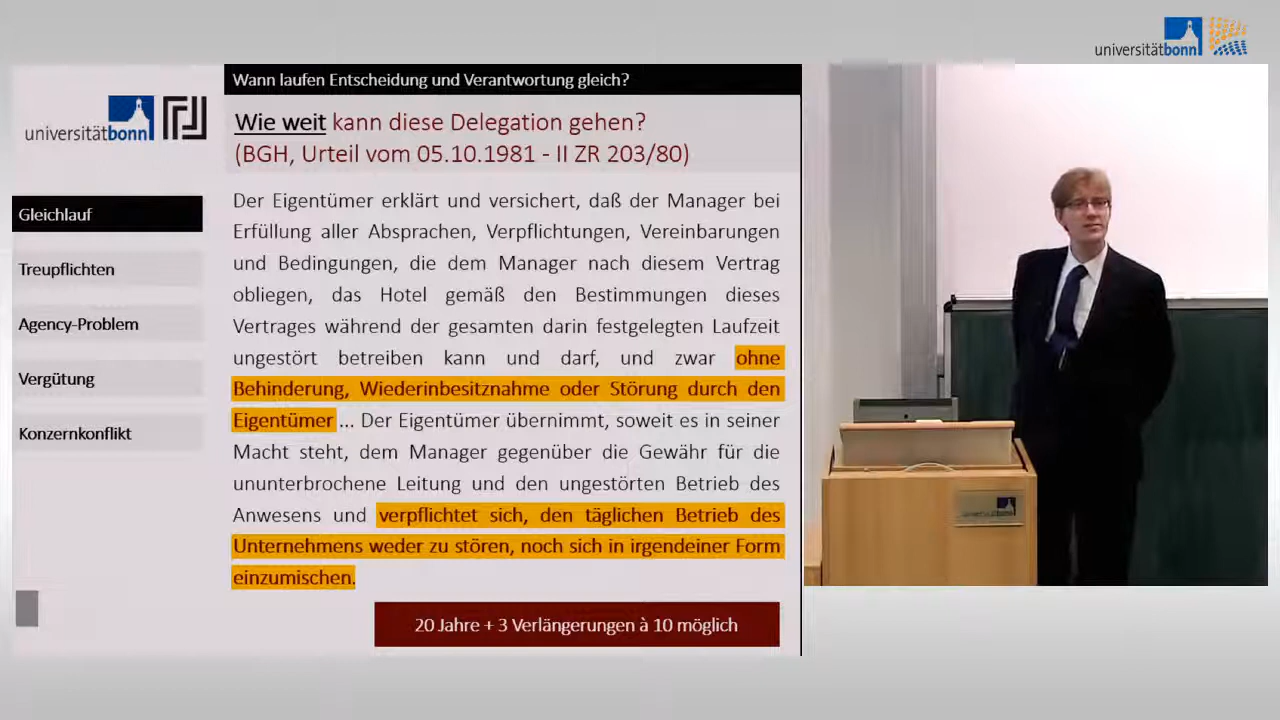 universitätbonn
Wann laufen Entscheidung und Verantwortung gleich?
universitätbonn
Wie weit kann diese Delegation gehen?
(BGH, Urteil vom 05.10.1981 - II ZR 203/80)
Gleichlauf
Treupflichten
Agency-Problem
Vergütung
Konzernkonflikt
Der Eigentümer erklärt und versichert, daß der Manager bei
Erfüllung aller Absprachen, Verpflichtungen, Vereinbarungen
und Bedingungen, die dem Manager nach diesem Vertrag
obliegen, das Hotel gemäß den Bestimmungen dieses
Vertrages während der gesamten darin festgelegten Laufzeit
ungestört betreiben kann und darf, und zwar ohne
Behinderung, Wiederinbesitznahme oder Störung durch den
Eigentümer ... Der Eigentümer übernimmt, soweit es in seiner
Macht steht, dem Manager gegenüber die Gewähr für die
ununterbrochene Leitung und den ungestörten Betrieb des
Anwesens und verpflichtet sich, den täglichen Betrieb des
Unternehmens weder zu stören, noch sich in irgendeiner Form
einzumischen.
20 Jahre + 3 Verlängerungen à 10 möglich
universitätbonn